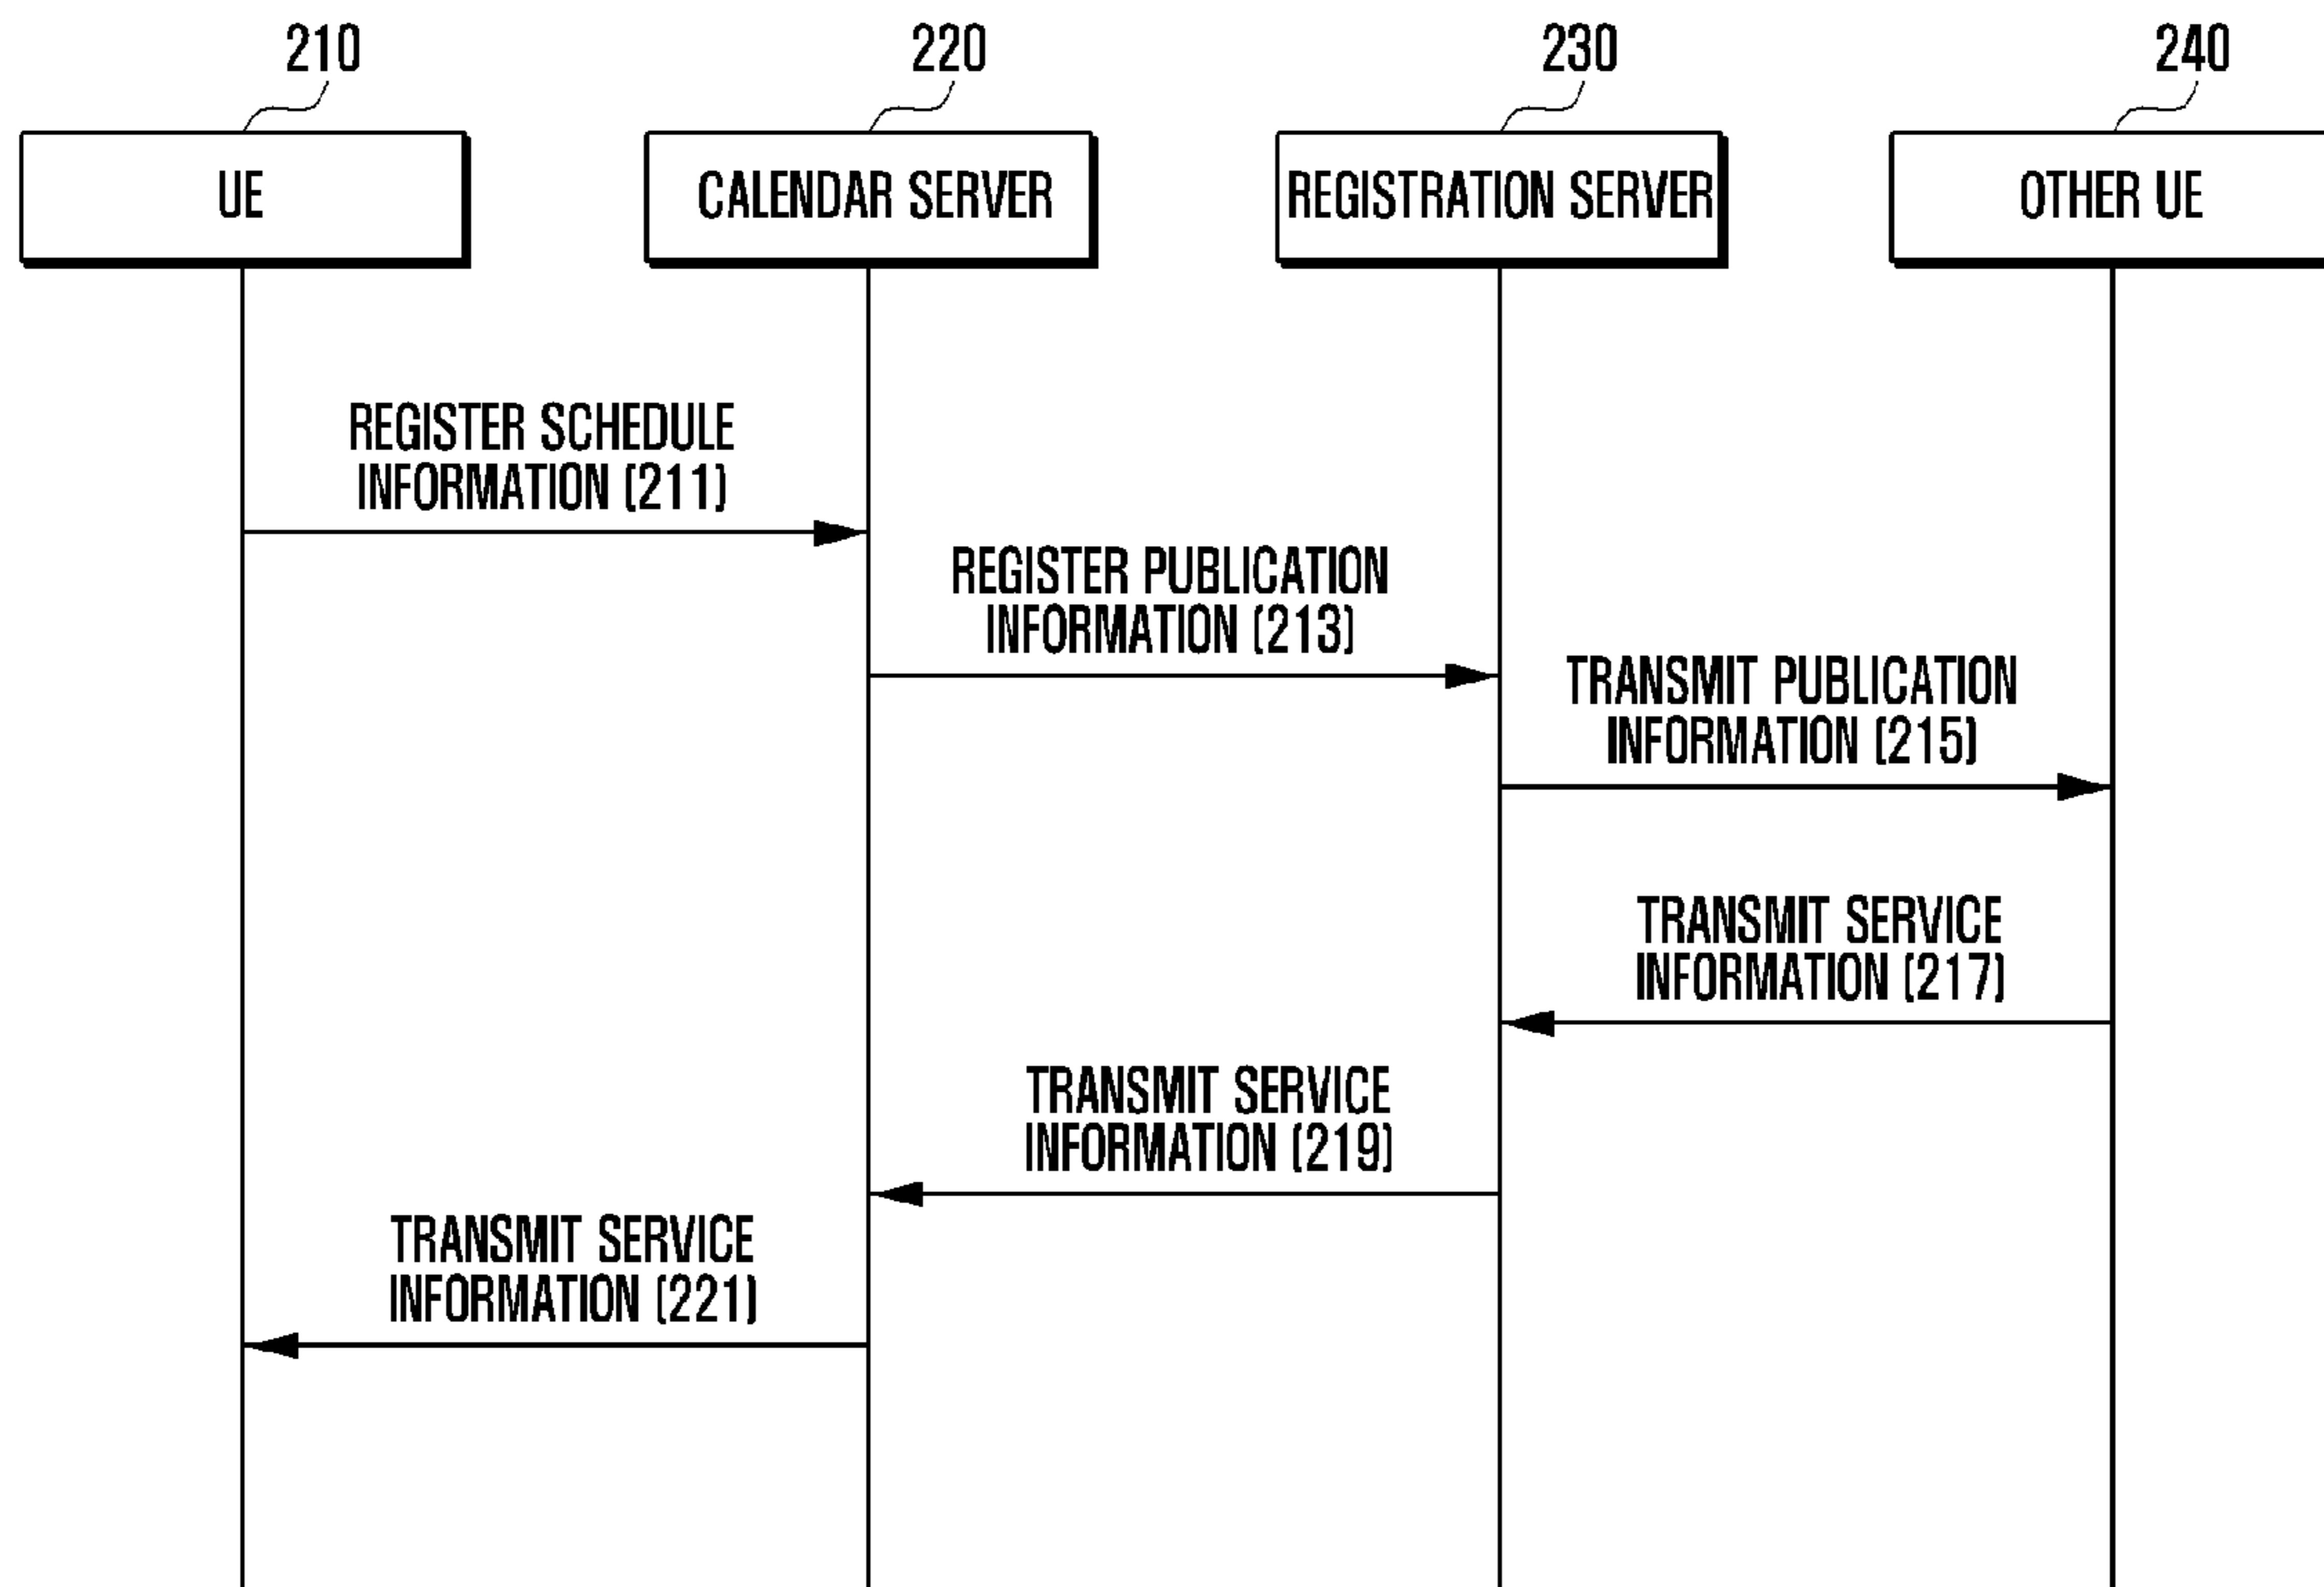 210
220
230
240
UE
CALENDAR SERVER
REGISTRATION SERVER
OTHER UE
REGISTER SCHEDULE
INFORMATION (211)
REGISTER PUBLICATION
INFORMATION (213)
TRANSMIT PUBLICATION
INFORMATION (215)
TRANSMIT SERVICE
INFORMATION (217)
TRANSMIT SERVICE
INFORMATION (219)
TRANSMIT SERVICE
INFORMATION (221)